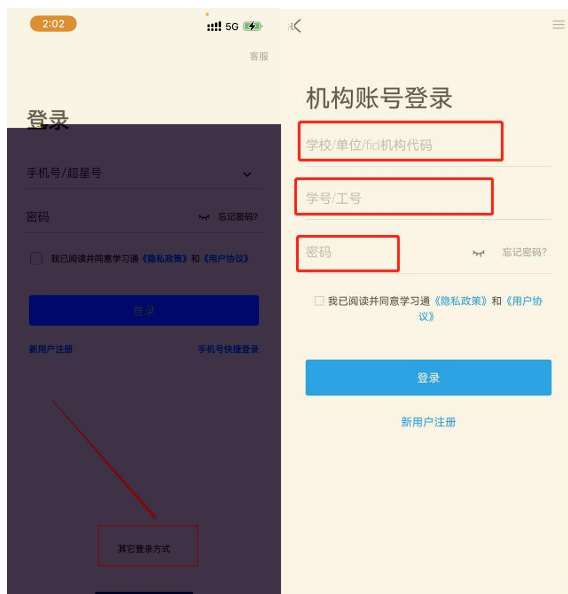 2:02
5G
客服
登录
手机号/超星号
密码
忘记密码?
我已阅读并同意学习通《隐私政策》和《用户协议》
登录
新用户注册
手机号快捷登录
其它登录方式
机构账号登录
学校/单位/fid机构代码
学号/工号
密码
忘记密码?
我已阅读并同意学习通《隐私政策》和《用户协
议》
登录
新用户注册